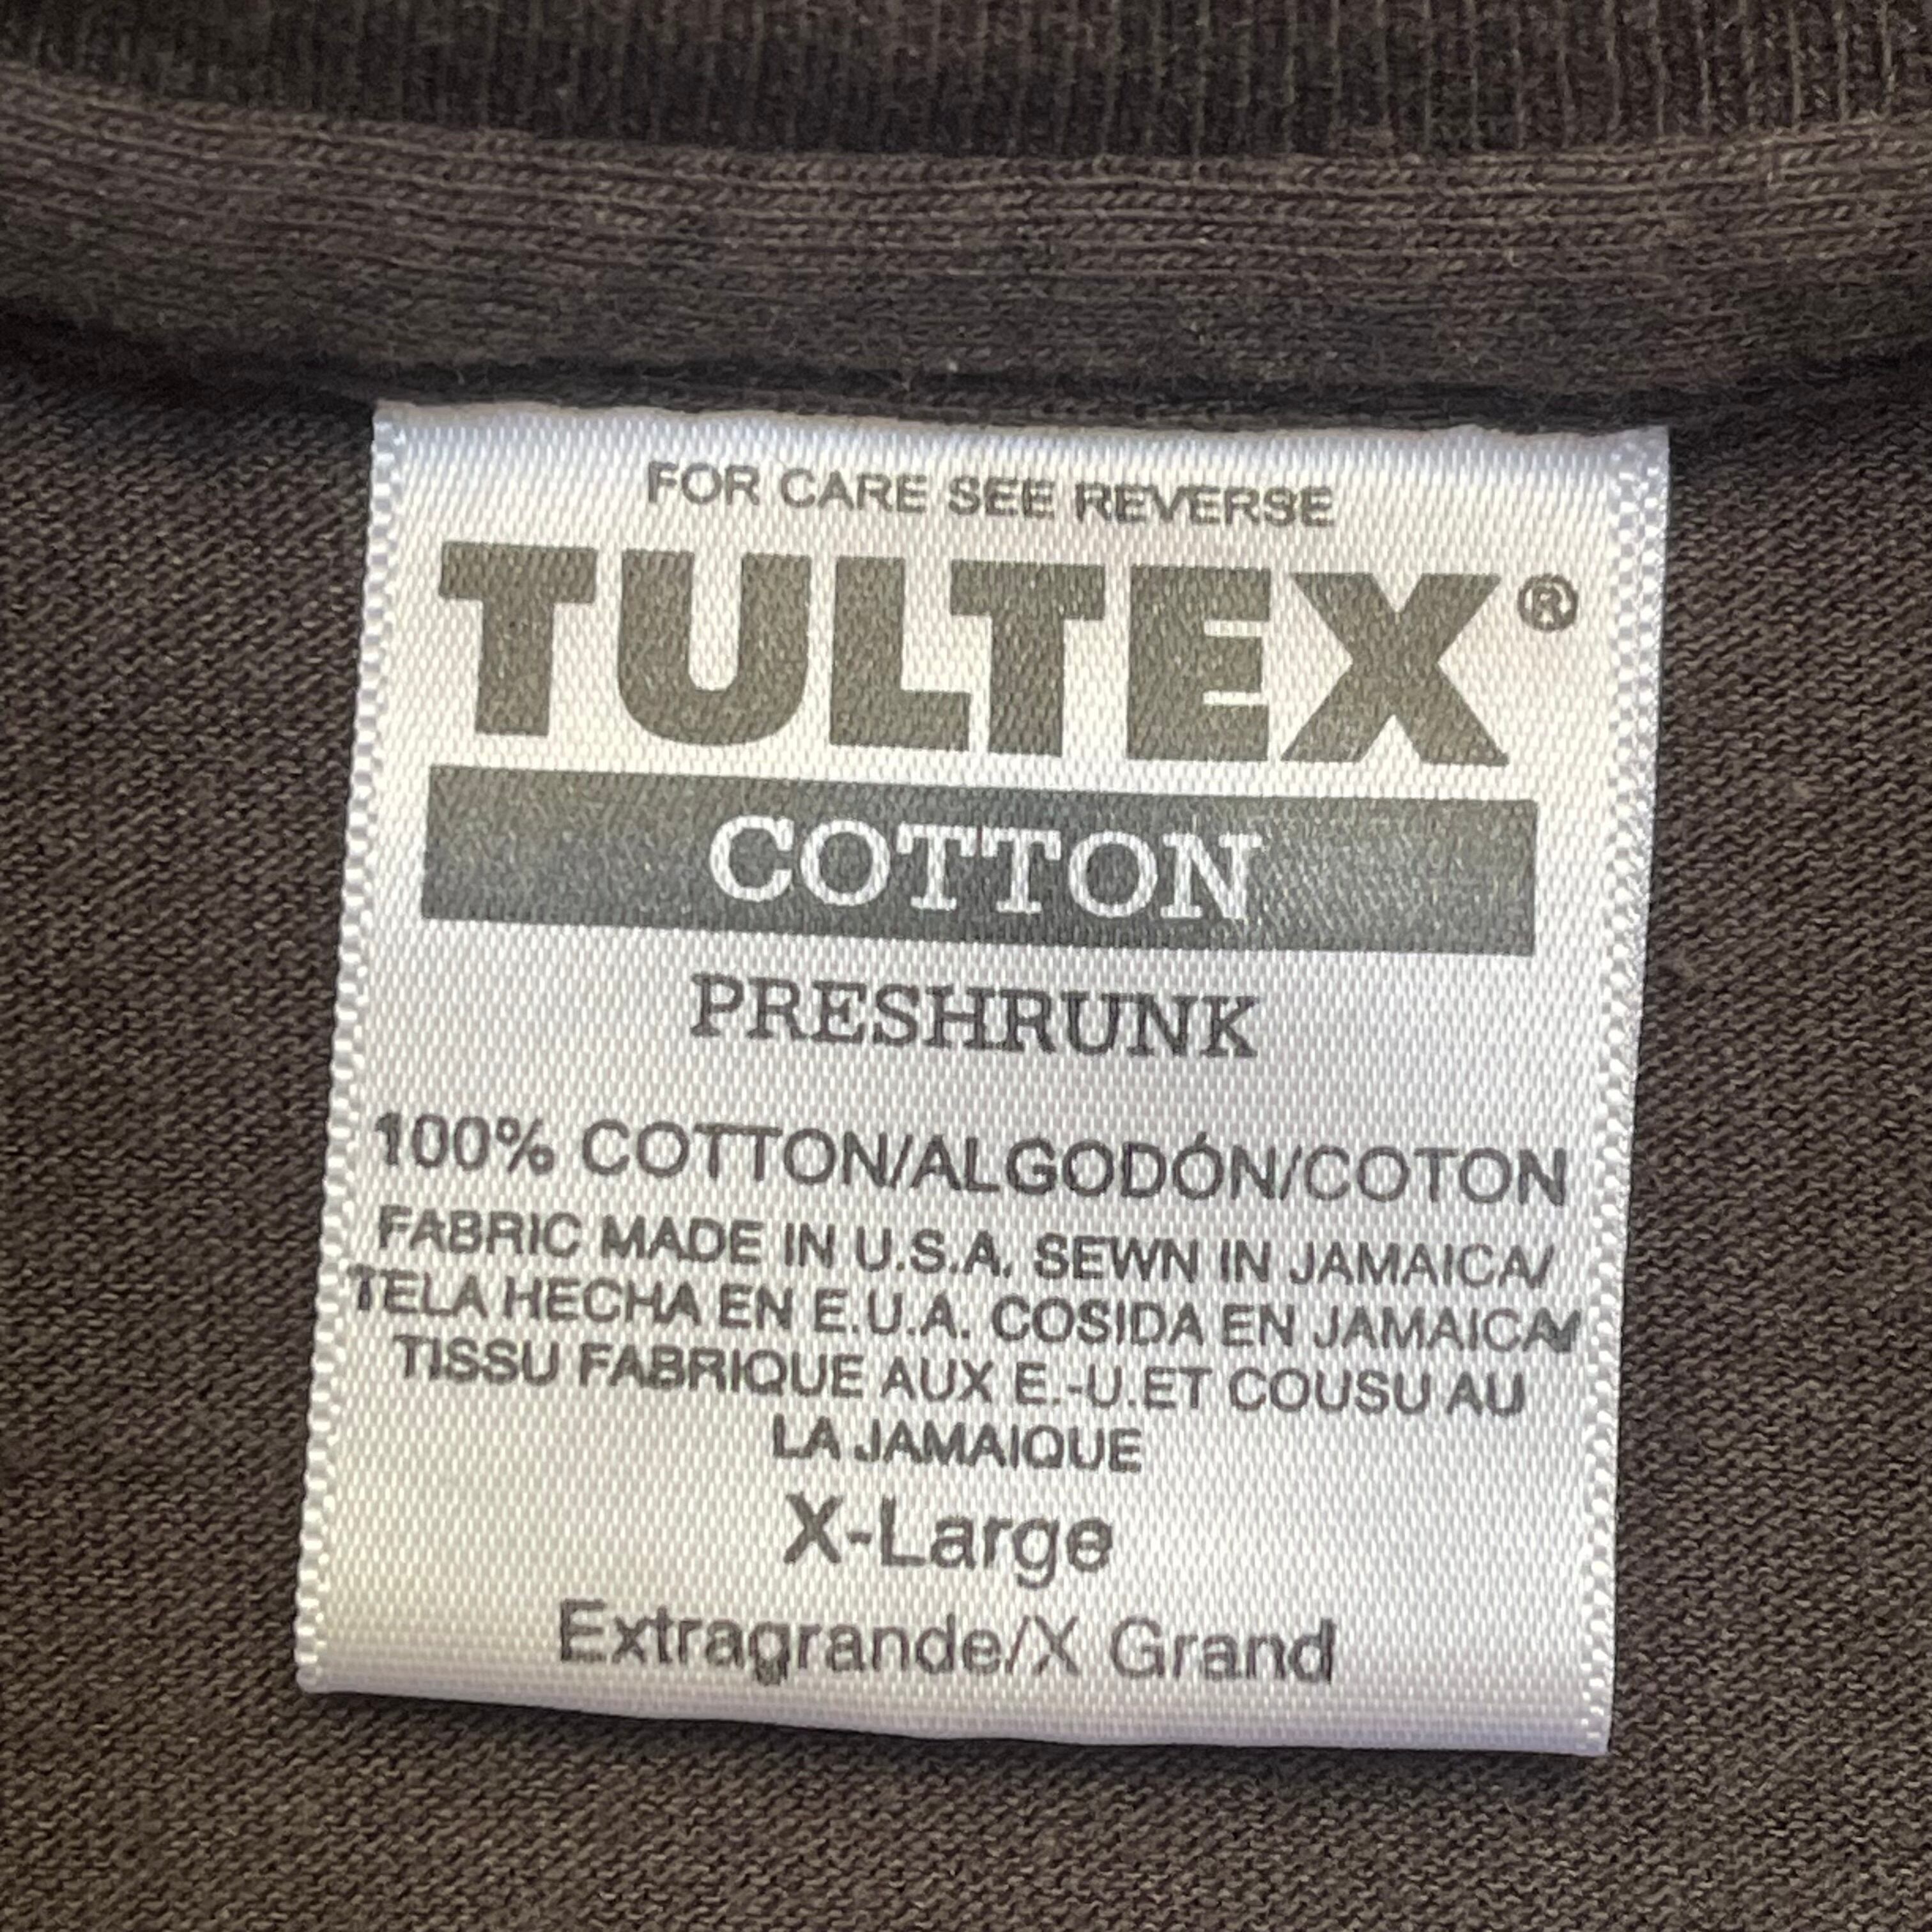 FOR CARE SEE REVERSE
TULTEX®
COTTON
PRESHRUNK
100% COTTON/ALGODÓN/COTON
FABRIC MADE IN U.S.A. SEWN IN JAMAICA/
TELA HECHA EN E.U.A. COSIDA EN JAMAICA/
TISSU FABRIQUE AUX E.-U.ET COUSU AU
LA JAMAIQUE
X-Large
Extragrande/X Grand